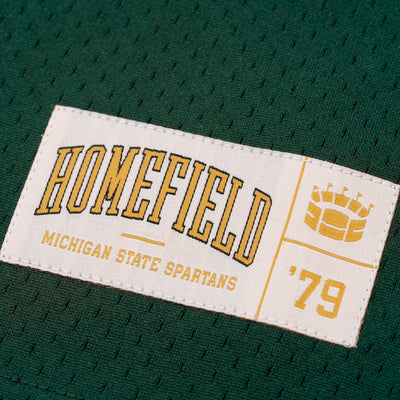 HOMEFIELD
MICHIGAN STATE SPARTANS
'79